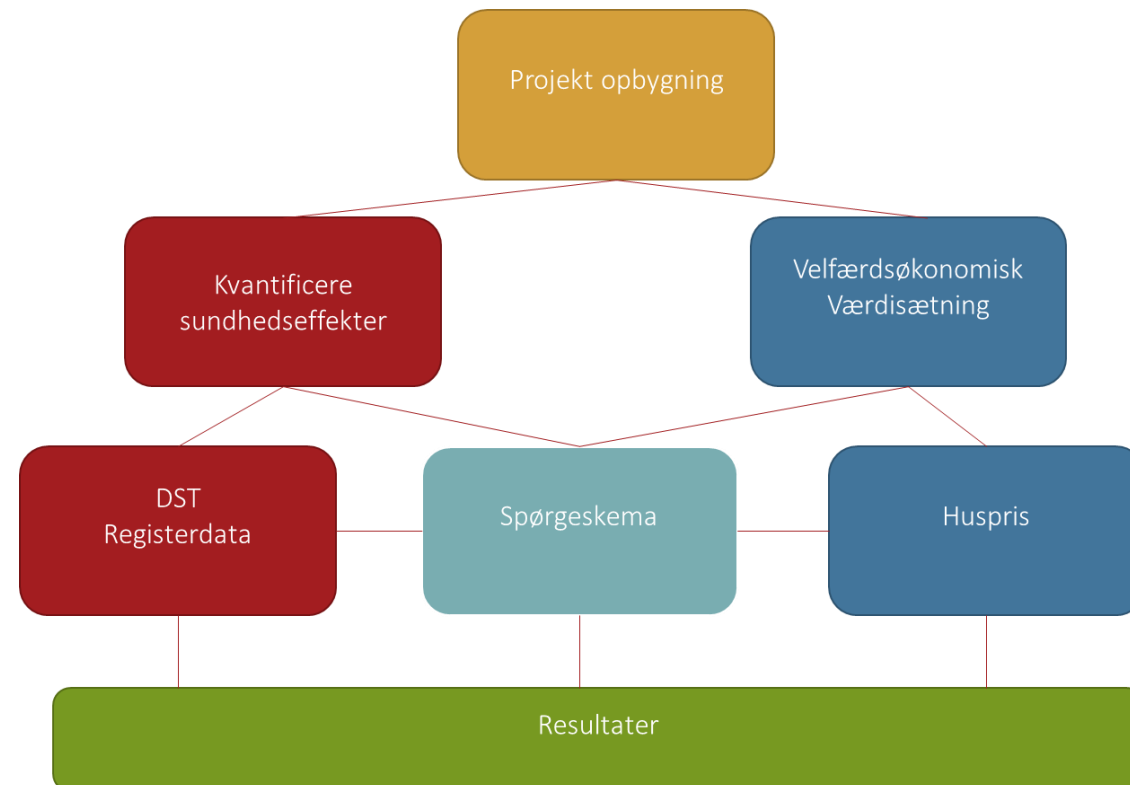 Projekt opbygning
Kvantificere
sundhedseffekter
Velfærdsøkonomisk
Værdisætning
DST
Registerdata
Spørgeskema
Huspris
Resultater